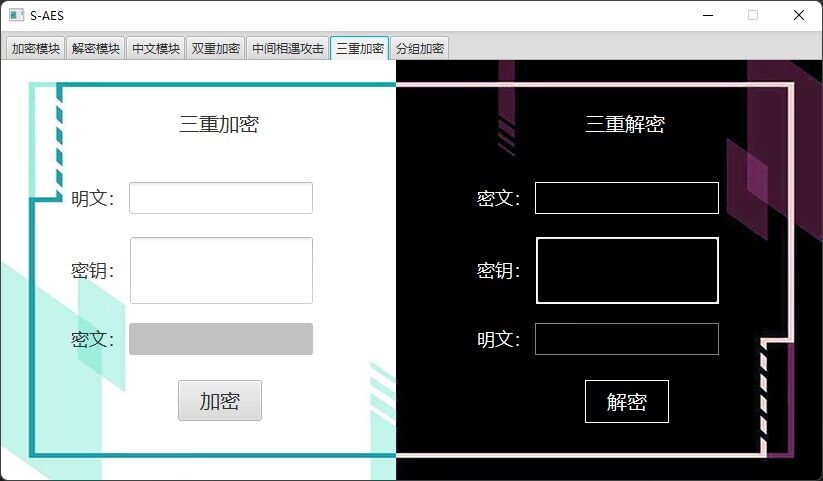 S-AES
加密模块 解密模块 中文模块 双重加密 中间相遇攻击 三重加密 分组加密
三重加密
明文：
密钥：
密文：
加密
三重解密
密文：
密钥：
明文：
解密